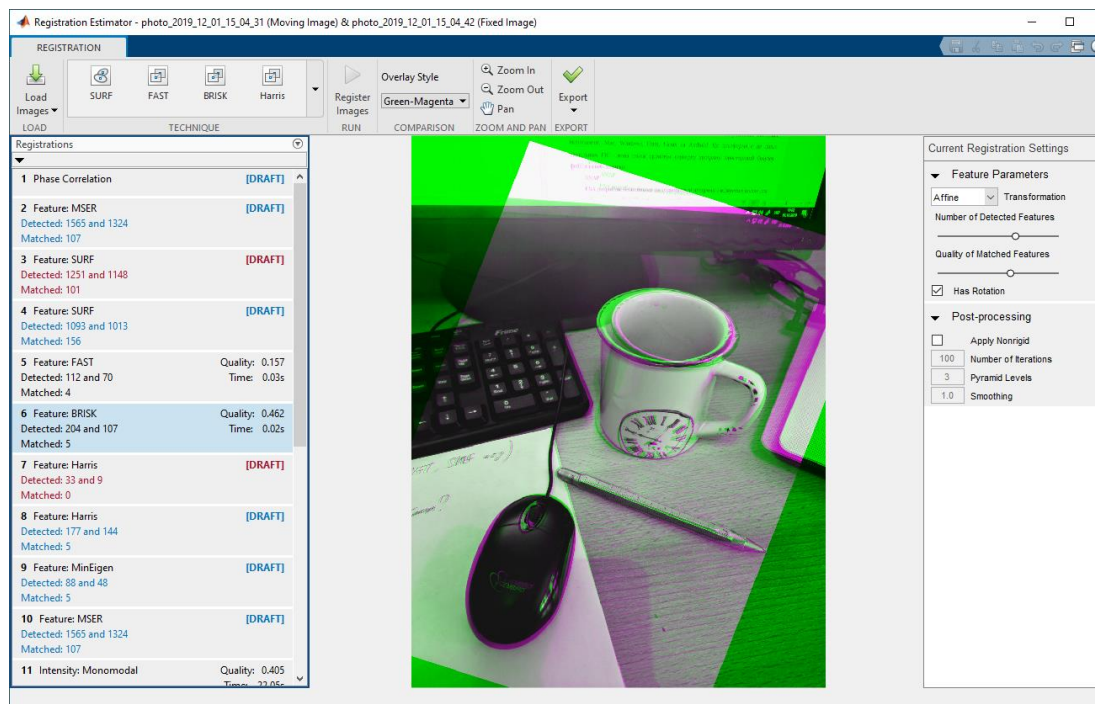 Registration Estimator - photo_2019_12_01_15_04_31 (Moving Image) & photo_2019_12_01_15_04_42 (Fixed Image)
REGISTRATION
Load Images
SURF
FAST
BRISK
Harris
Register Images
Overlay Style
Green-Magenta
Zoom In
Zoom Out
Pan
Export
LOAD
TECHNIQUE
RUN
COMPARISON
ZOOM AND PAN
EXPORT
Registrations
1 Phase Correlation [DRAFT]
2 Feature: MSER [DRAFT]
Detected: 1565 and 1324
Matched: 107
3 Feature: SURF [DRAFT]
Detected: 1251 and 1148
Matched: 101
4 Feature: SURF [DRAFT]
Detected: 1093 and 1013
Matched: 156
5 Feature: FAST Quality: 0.157
Detected: 112 and 70 Time: 0.03s
Matched: 4
6 Feature: BRISK Quality: 0.462
Detected: 204 and 107 Time: 0.02s
Matched: 5
7 Feature: Harris [DRAFT]
Detected: 33 and 9
Matched: 0
8 Feature: Harris [DRAFT]
Detected: 177 and 144
Matched: 5
9 Feature: MinEigen [DRAFT]
Detected: 88 and 48
Matched: 5
10 Feature: MSER [DRAFT]
Detected: 1565 and 1324
Matched: 107
11 Intensity: Monomodal Quality: 0.405
Time: 22.05s
Current Registration Settings
Feature Parameters
Affine Transformation
Number of Detected Features
Quality of Matched Features
Has Rotation
Post-processing
Apply Nonrigid
100 Number of Iterations
3 Pyramid Levels
1.0 Smoothing